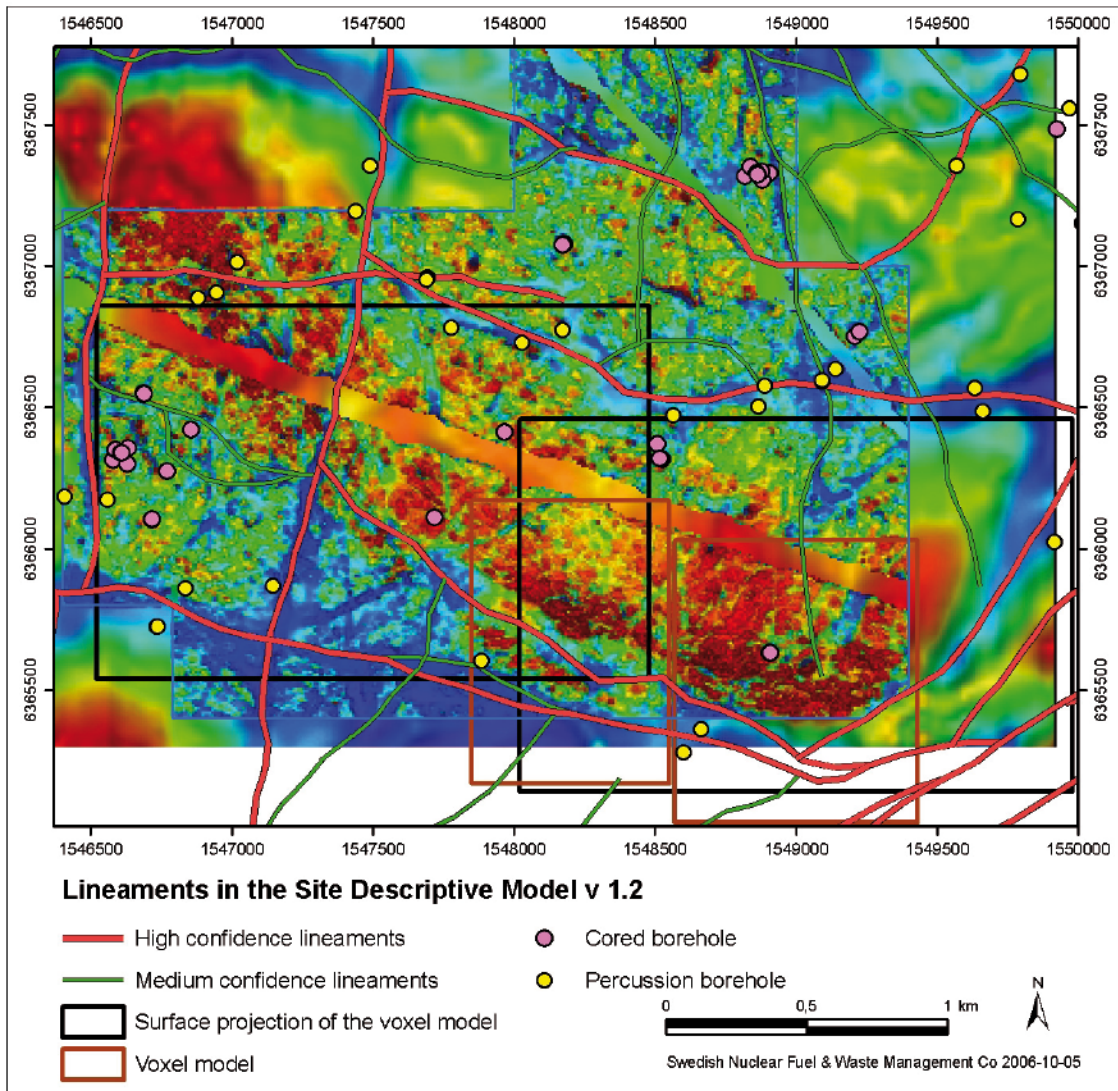 1546500 1547000 1547500 1548000 1548500 1549000 1549500 1550000
6367500 6367500
6367000 6367000
6366500 6366500
6366000 6366000
6365500 6365500
1546500 1547000 1547500 1548000 1548500 1549000 1549500 1550000
Lineaments in the Site Descriptive Model v 1.2
High confidence lineaments
Medium confidence lineaments
Surface projection of the voxel model
Voxel model
Cored borehole
Percussion borehole
0 0,5 1 km
N
Swedish Nuclear Fuel & Waste Management Co 2006-10-05